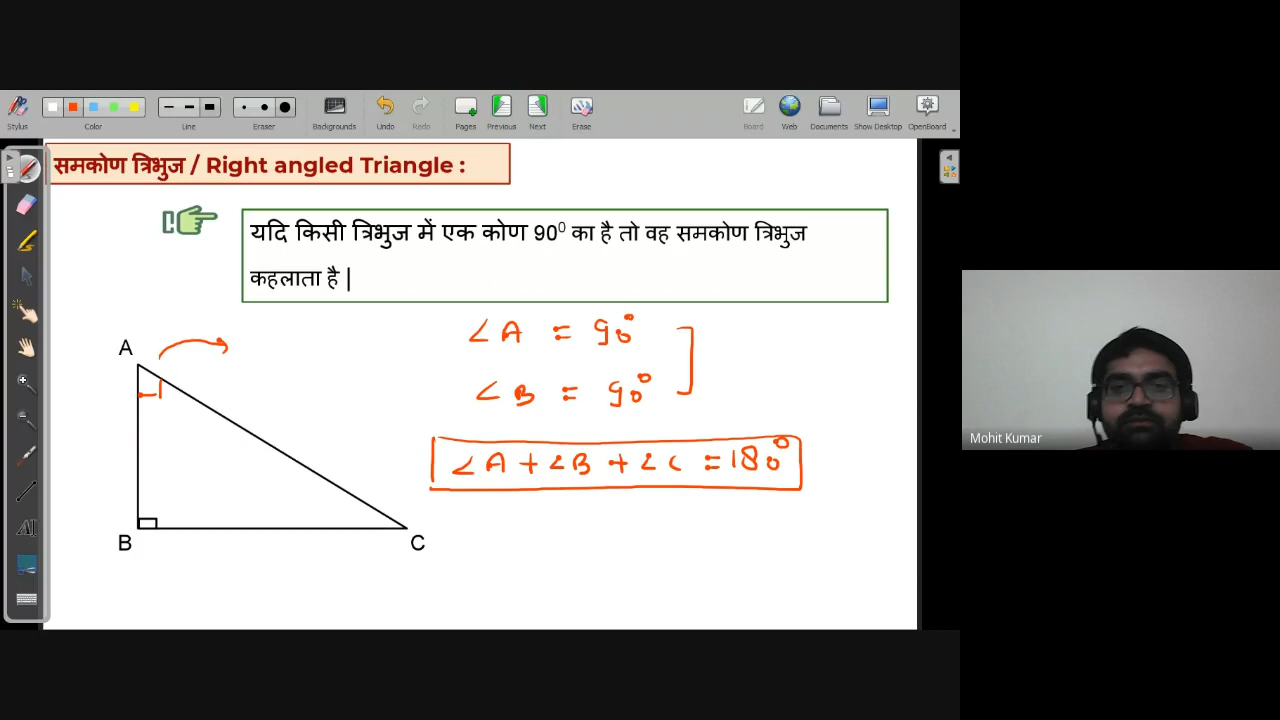 Stylus
Color
Line
Eraser
Backgrounds
Undo
Redo
Pages
Previous
Next
Erase
Board
Web
Documents
Show Desktop
OpenBoard
समकोण त्रिभुज / Right angled Triangle :
यदि किसी त्रिभुज में एक कोण 90⁰ का है तो वह समकोण त्रिभुज
कहलाता है |
∠A = 90°
∠B = 90°
∠A + ∠B + ∠C = 180°
A
B
C
Mohit Kumar